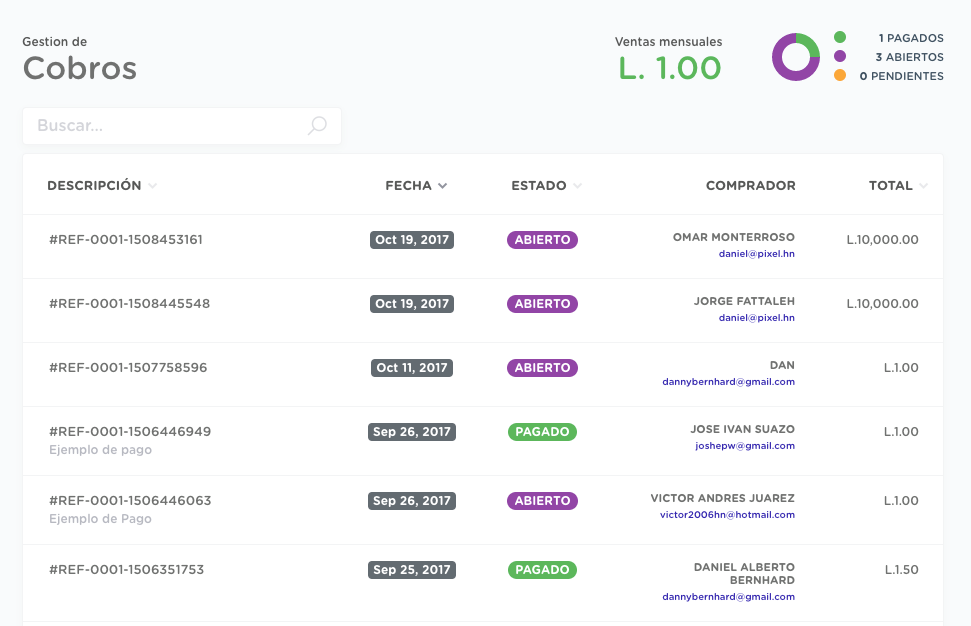 Gestion de
Cobros
Ventas mensuales
L. 1.00
1 PAGADOS
3 ABIERTOS
0 PENDIENTES
Buscar...
DESCRIPCIÓN FECHA ESTADO COMPRADOR TOTAL
#REF-0001-1508453161 Oct 19, 2017 ABIERTO OMAR MONTERROSO L.10,000.00
daniel@pixel.hn
#REF-0001-1508445548 Oct 19, 2017 ABIERTO JORGE FATTALEH L.10,000.00
daniel@pixel.hn
#REF-0001-1507758596 Oct 11, 2017 ABIERTO DAN L.1.00
dannybernhard@gmail.com
#REF-0001-1506446949 Sep 26, 2017 PAGADO JOSE IVAN SUAZO L.1.00
Ejemplo de pago joshepw@gmail.com
#REF-0001-1506446063 Sep 26, 2017 ABIERTO VICTOR ANDRES JUAREZ L.1.00
Ejemplo de Pago victor2006hn@hotmail.com
#REF-0001-1506351753 Sep 25, 2017 PAGADO DANIEL ALBERTO L.1.50
BERNHARD
dannybernhard@gmail.com